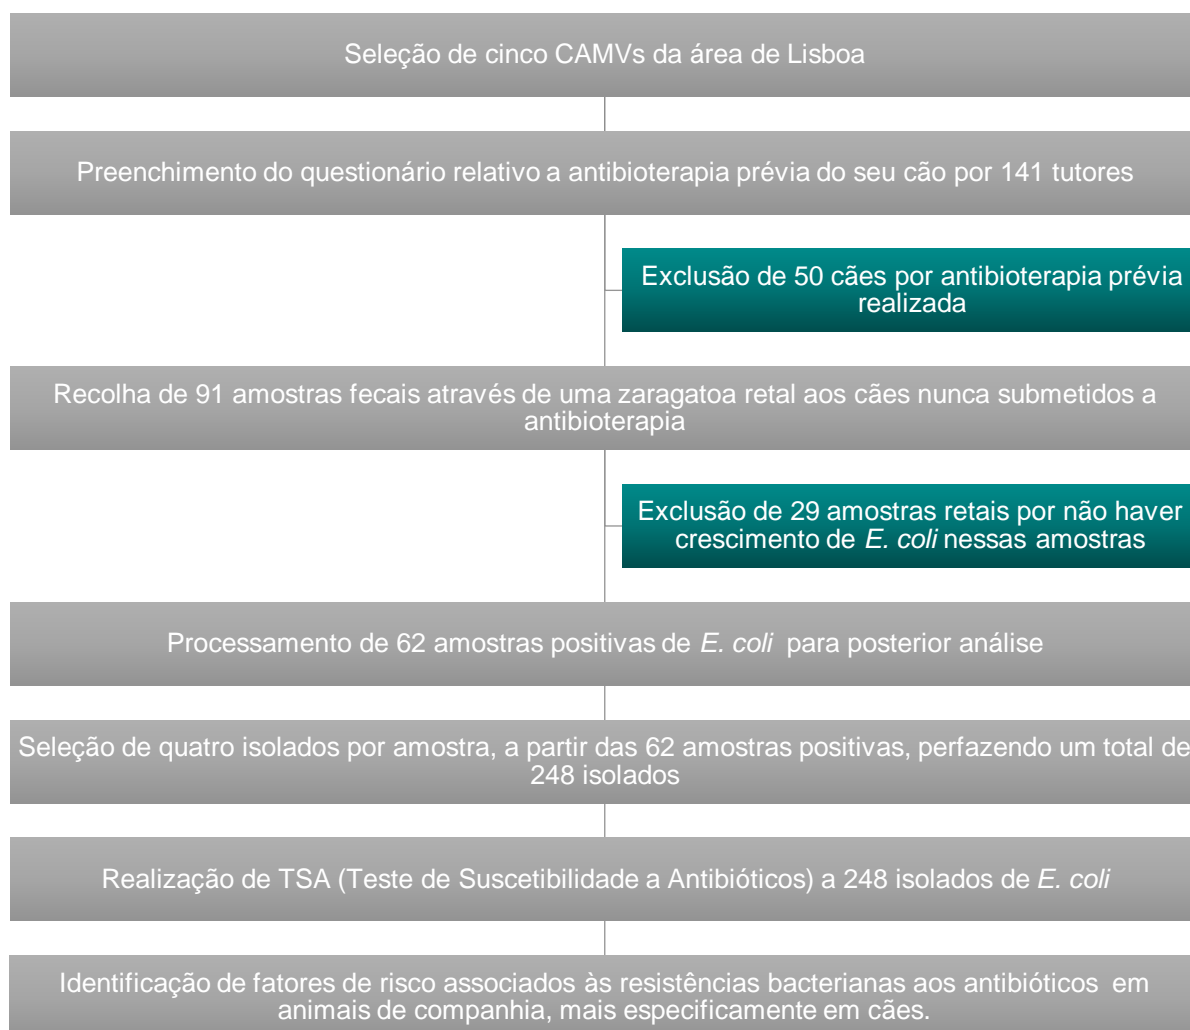 Seleção de cinco CAMVs da área de Lisboa
Preenchimento do questionário relativo a antibioterapia prévia do seu cão por 141 tutores
Exclusão de 50 cães por antibioterapia prévia
realizada
Recolha de 91 amostras fecais através de uma zaragatoa retal aos cães nunca submetidos a
antibioterapia
Exclusão de 29 amostras retais por não haver
crescimento de E. coli nessas amostras
Processamento de 62 amostras positivas de E. coli para posterior análise
Seleção de quatro isolados por amostra, a partir das 62 amostras positivas, perfazendo um total de
248 isolados
Realização de TSA (Teste de Suscetibilidade a Antibióticos) a 248 isolados de E. coli
Identificação de fatores de risco associados às resistências bacterianas aos antibióticos em
animais de companhia, mais especificamente em cães.